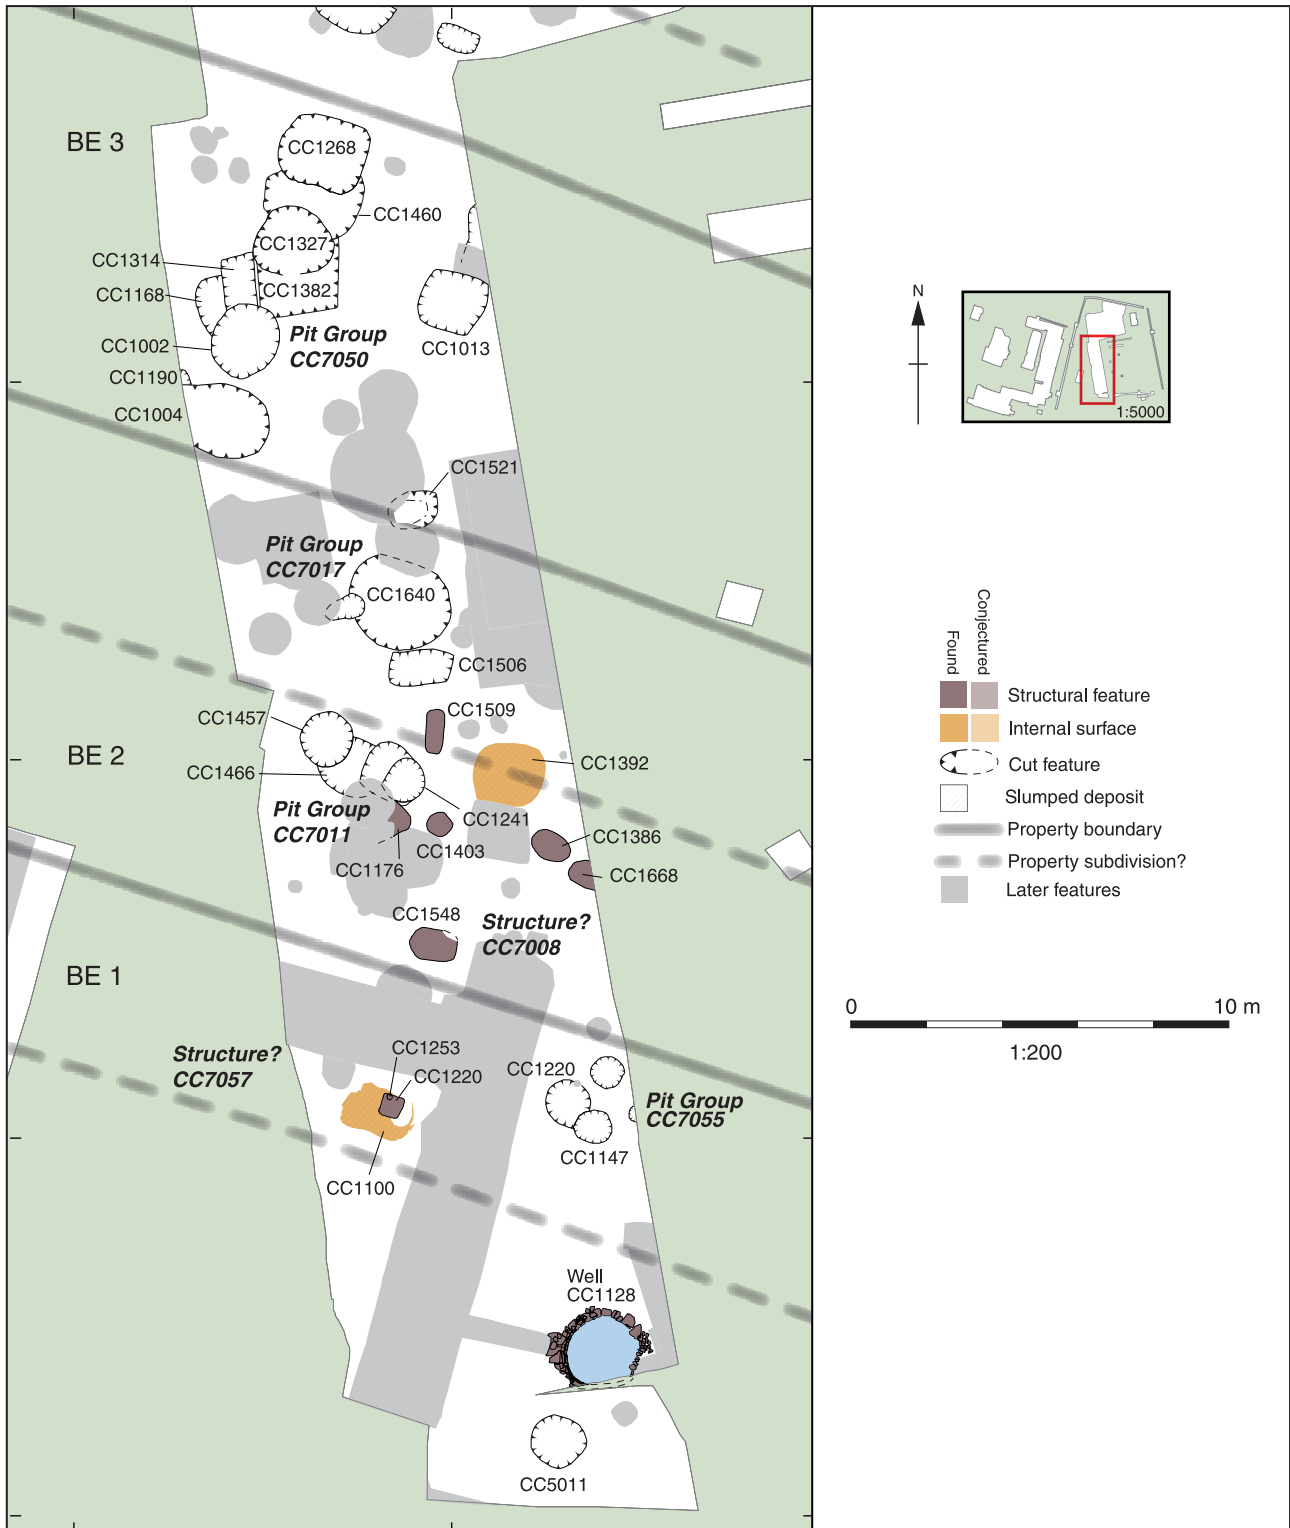 BE 3
CC1268
CC1460
CC1327
CC1314
CC1382
CC1168
Pit Group
CC7050
CC1002
CC1013
CC1190
CC1004
CC1521
Pit Group
CC7017
CC1640
CC1506
CC1457
CC1509
BE 2
CC1392
CC1466
Pit Group
CC7011
CC1241
CC1403
CC1386
CC1176
CC1668
CC1548
Structure?
CC7008
BE 1
Structure?
CC7057
CC1253
CC1220
CC1220
Pit Group
CC7055
CC1147
CC1100
Well
CC1128
CC5011
N
1:5000
Found
Conjectured
Structural feature
Internal surface
Cut feature
Slumped deposit
Property boundary
Property subdivision?
Later features
0 10 m
1:200